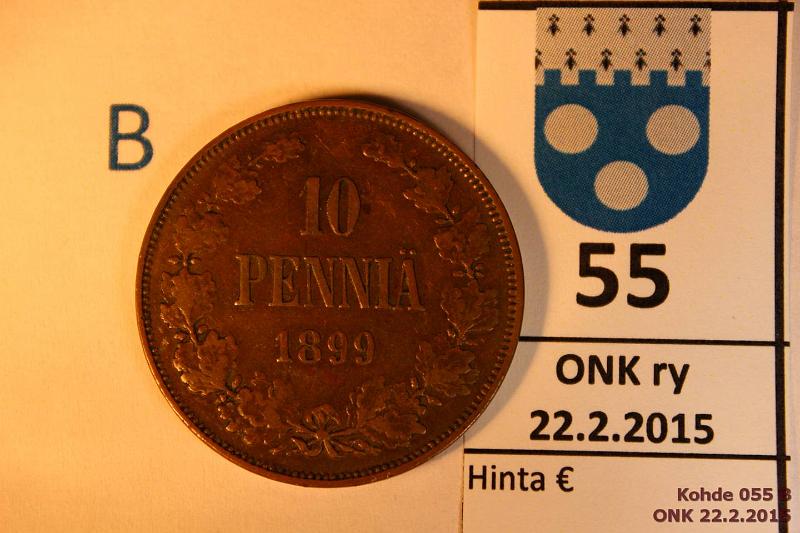 B
10
PENNIÄ
1899
55
ONK ry
22.2.2015
Hinta €
Kohde 055 B
ONK 22.2.2015